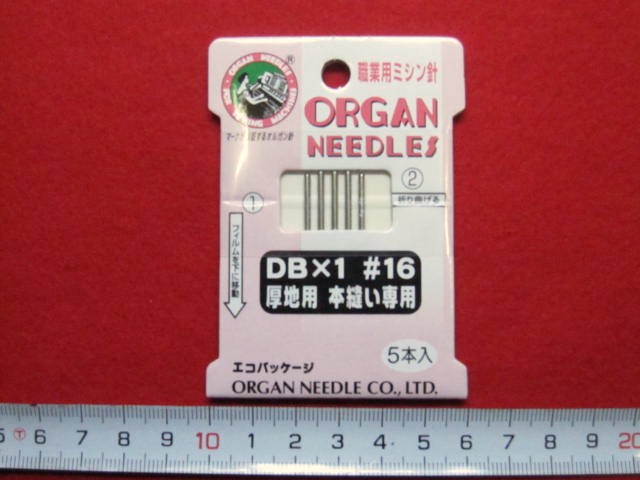 ORGAN NEEDLES
®
職業用ミシン針
ORGAN
NEEDLES
②
①
折り曲げる
フィルムを下に移動
DB×1 #16
厚地用 本縫い専用
5本入
エコパッケージ
ORGAN NEEDLE CO., LTD.
5 6 7 8 9 10 1 2 3 4 5 6 7 8 9 20